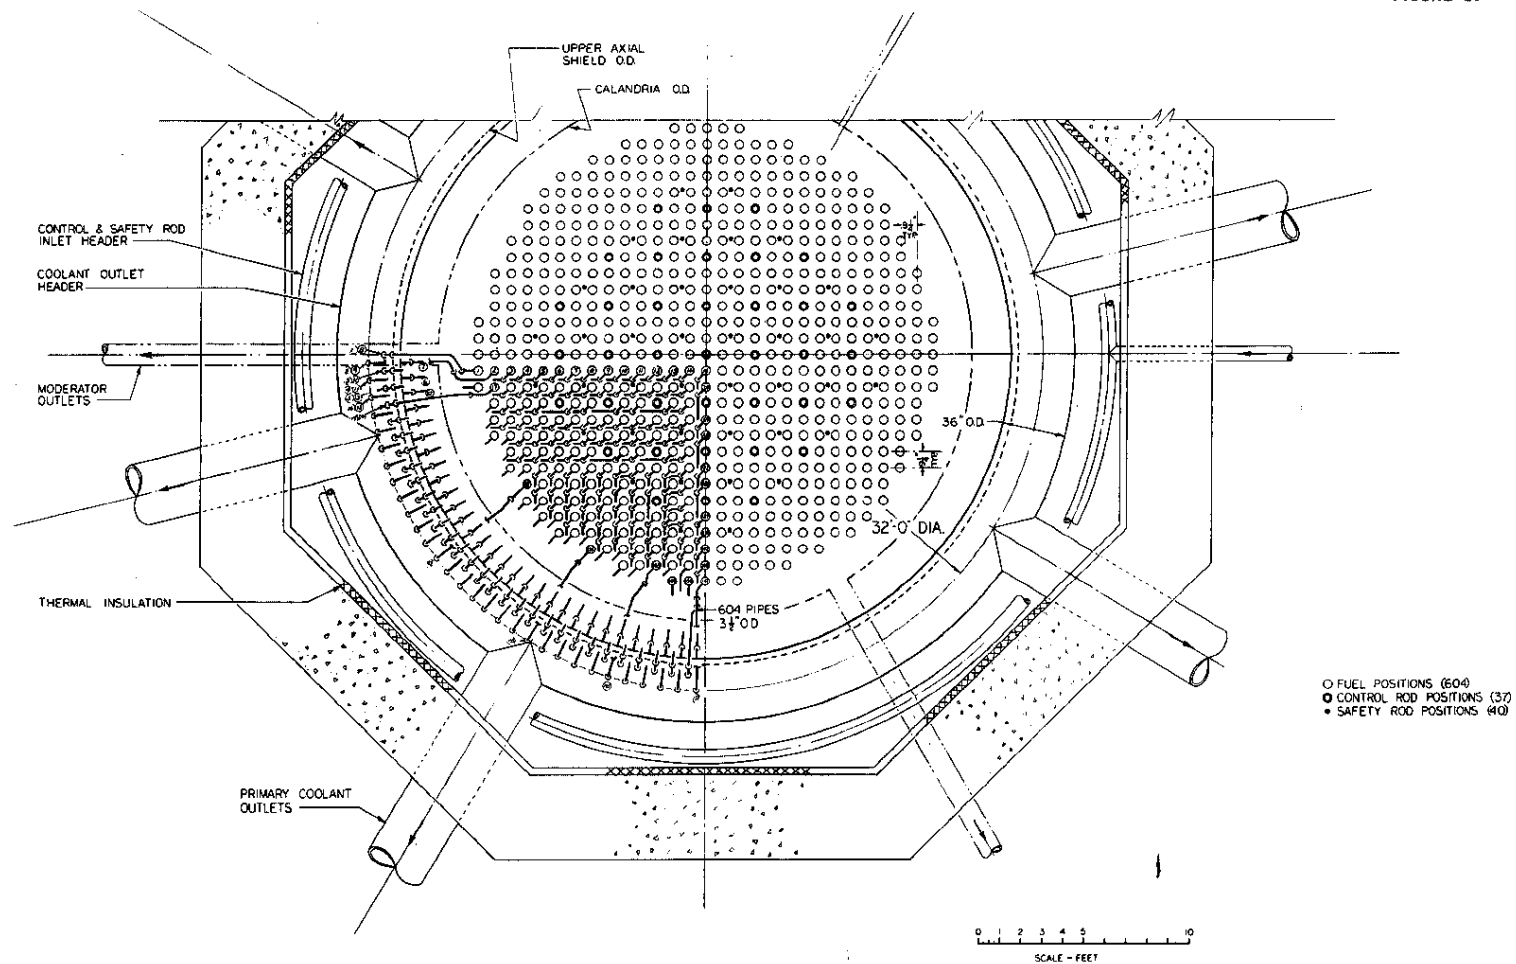 UPPER AXIAL
SHIELD O.D.
CALANDRIA O.D.
CONTROL & SAFETY ROD
INLET HEADER
COOLANT OUTLET
HEADER
MODERATOR
OUTLETS
36" O.D.
32'-0" DIA.
THERMAL INSULATION
604 PIPES
3½" O.D
○ FUEL POSITIONS (604)
CONTROL ROD POSITIONS (37)
• SAFETY ROD POSITIONS (40)
PRIMARY COOLANT
OUTLETS
0 1 2 3 4 5 10
SCALE - FEET